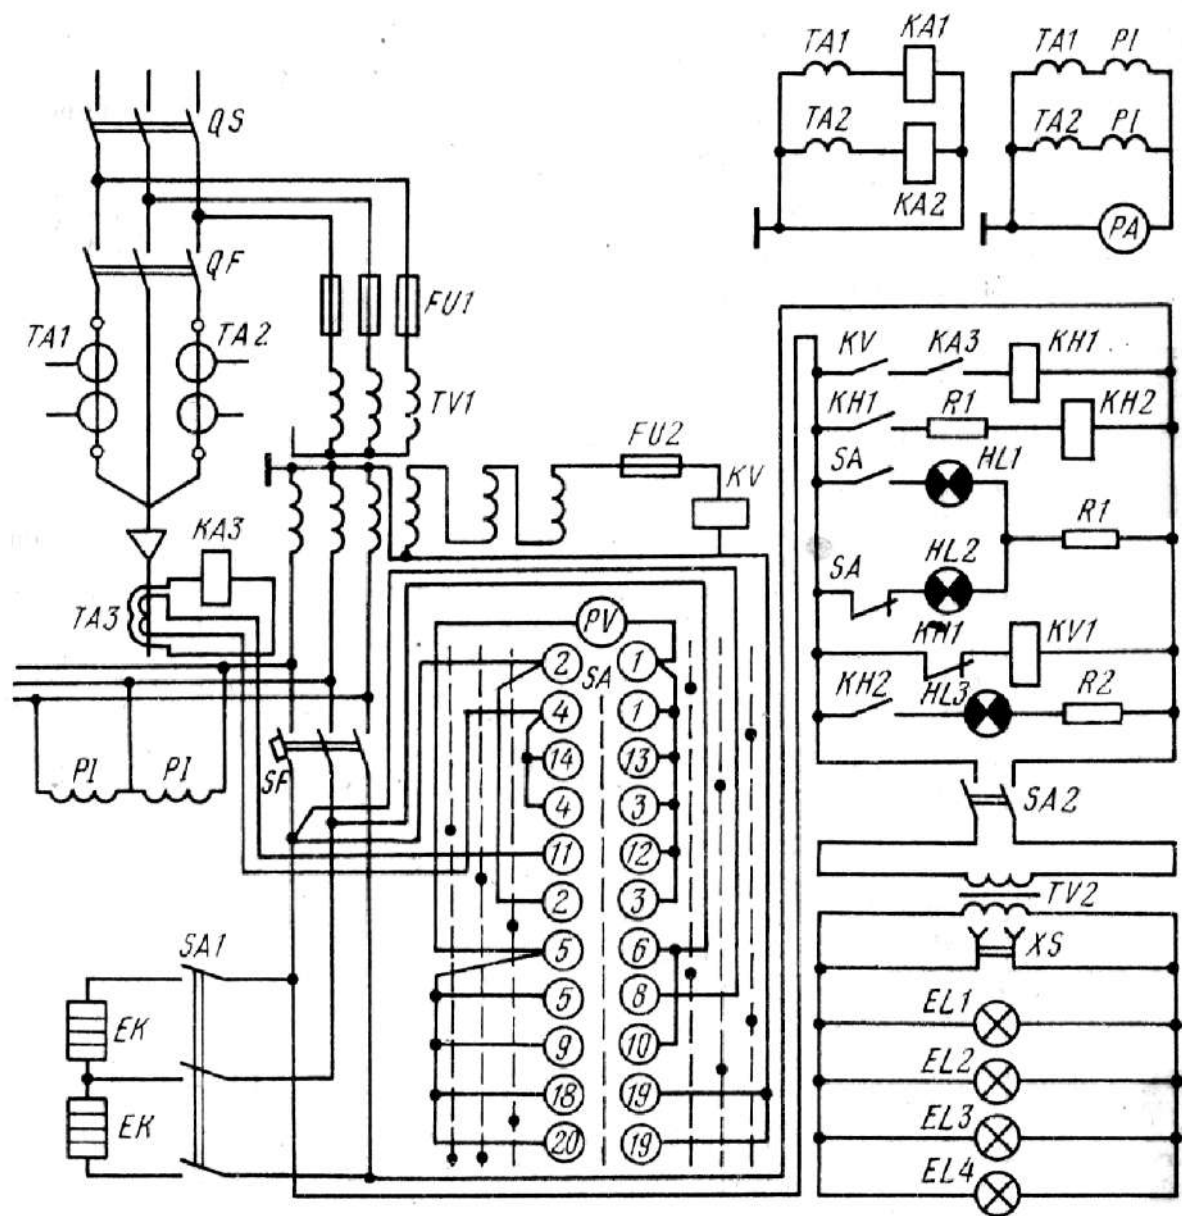 TA1 KA1
TA2
KA2
TA1 PI
TA2 PI
PA
QS
QF
TA1 TA2
FU1
TV1
FU2
KV
KA3
TA3
PI PI
SF
SA1
EK
EK
PV
SA
2 1
4 1
14 13
4 3
11 12
2 3
5 6
5 8
9 10
18 19
20 19
KV KA3 KH1
KH1 R1 KH2
SA HL1
R1
SA HL2
KH1 KV1
KH2 HL3 R2
SA2
TV2
XS
EL1
EL2
EL3
EL4